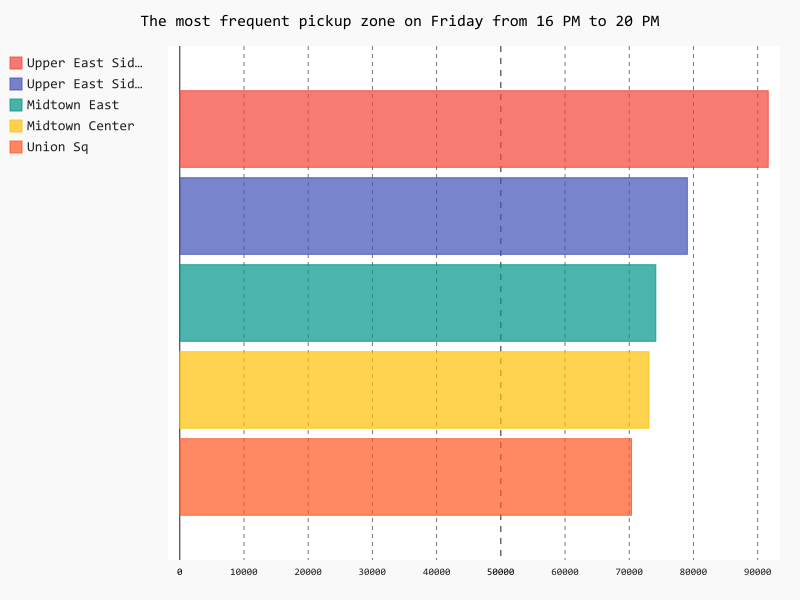 The most frequent pickup zone on Friday from 16 PM to 20 PM
Upper East Sid…
Upper East Sid…
Midtown East
Midtown Center
Union Sq
0 10000 20000 30000 40000 50000 60000 70000 80000 90000